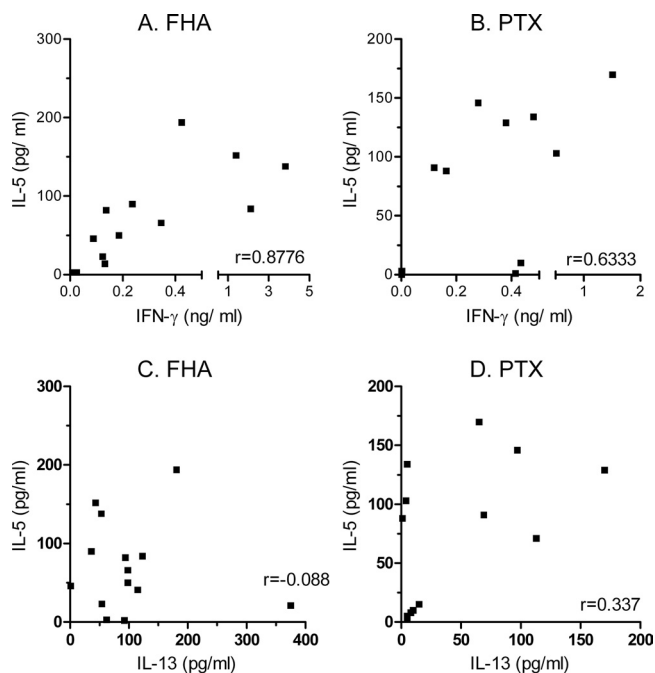 A. FHA
IL-5 (pg/ ml)
300
200
100
0
0.0
0.2
0.4
1
3
5
r=0.8776
IFN-γ (ng/ ml)
B. PTX
IL-5 (pg/ ml)
200
150
100
50
0
0.0
0.2
0.4
1
2
r=0.6333
IFN-γ (ng/ ml)
C. FHA
IL-5 (pg/ml)
300
200
100
0
0
100
200
300
400
r=-0.088
IL-13 (pg/ml)
D. PTX
IL-5 (pg/ml)
200
150
100
50
0
0
50
100
150
200
r=0.337
IL-13 (pg/ml)